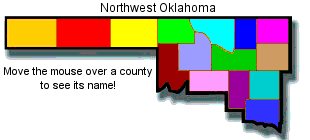 Northwest Oklahoma
Move the mouse over a county
to see its name!